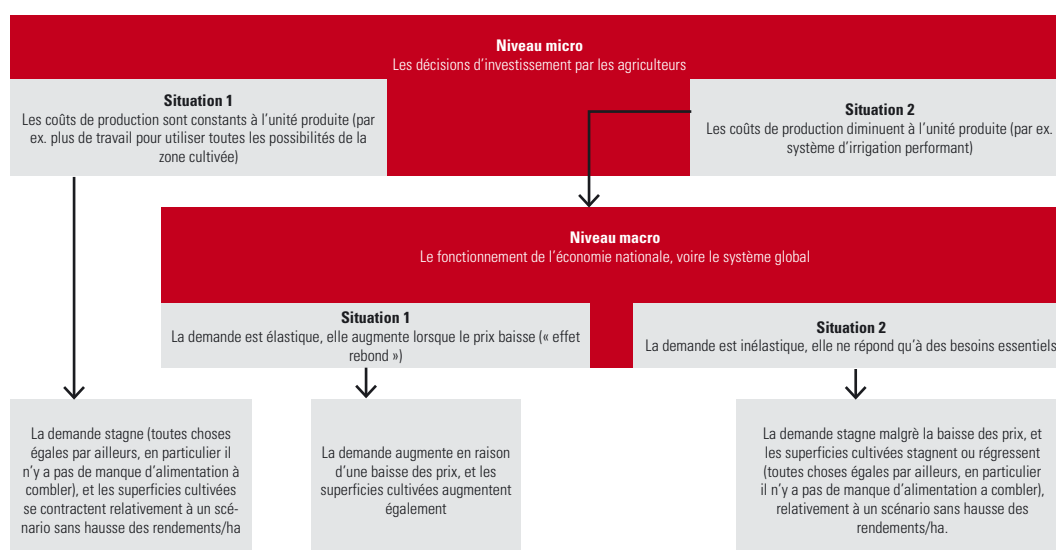 Niveau micro
Les décisions d'investissement par les agriculteurs
Situation 1
Les coûts de production sont constants à l'unité produite (par
ex. plus de travail pour utiliser toutes les possibilités de la
zone cultivée)
Situation 2
Les coûts de production diminuent à l'unité produite (par ex.
système d'irrigation performant)
Niveau macro
Le fonctionnement de l'économie nationale, voire le système global
Situation 1
La demande est élastique, elle augmente lorsque le prix baisse (« effet
rebond »)
Situation 2
La demande est inélastique, elle ne répond qu'à des besoins essentiels
La demande stagne (toutes choses
égales par ailleurs, en particulier il
n'y a pas de manque d'alimentation à
combler), et les superficies cultivées
se contractent relativement à un scé-
nario sans hausse des rendements/ha
La demande augmente en raison
d'une baisse des prix, et les
superficies cultivées augmentent
également
La demande stagne malgrè la baisse des prix, et
les superficies cultivées stagnent ou régressent
(toutes choses égales par ailleurs, en particulier
il n'y a pas de manque d'alimentation a combler),
relativement à un scénario sans hausse des
rendements/ha.